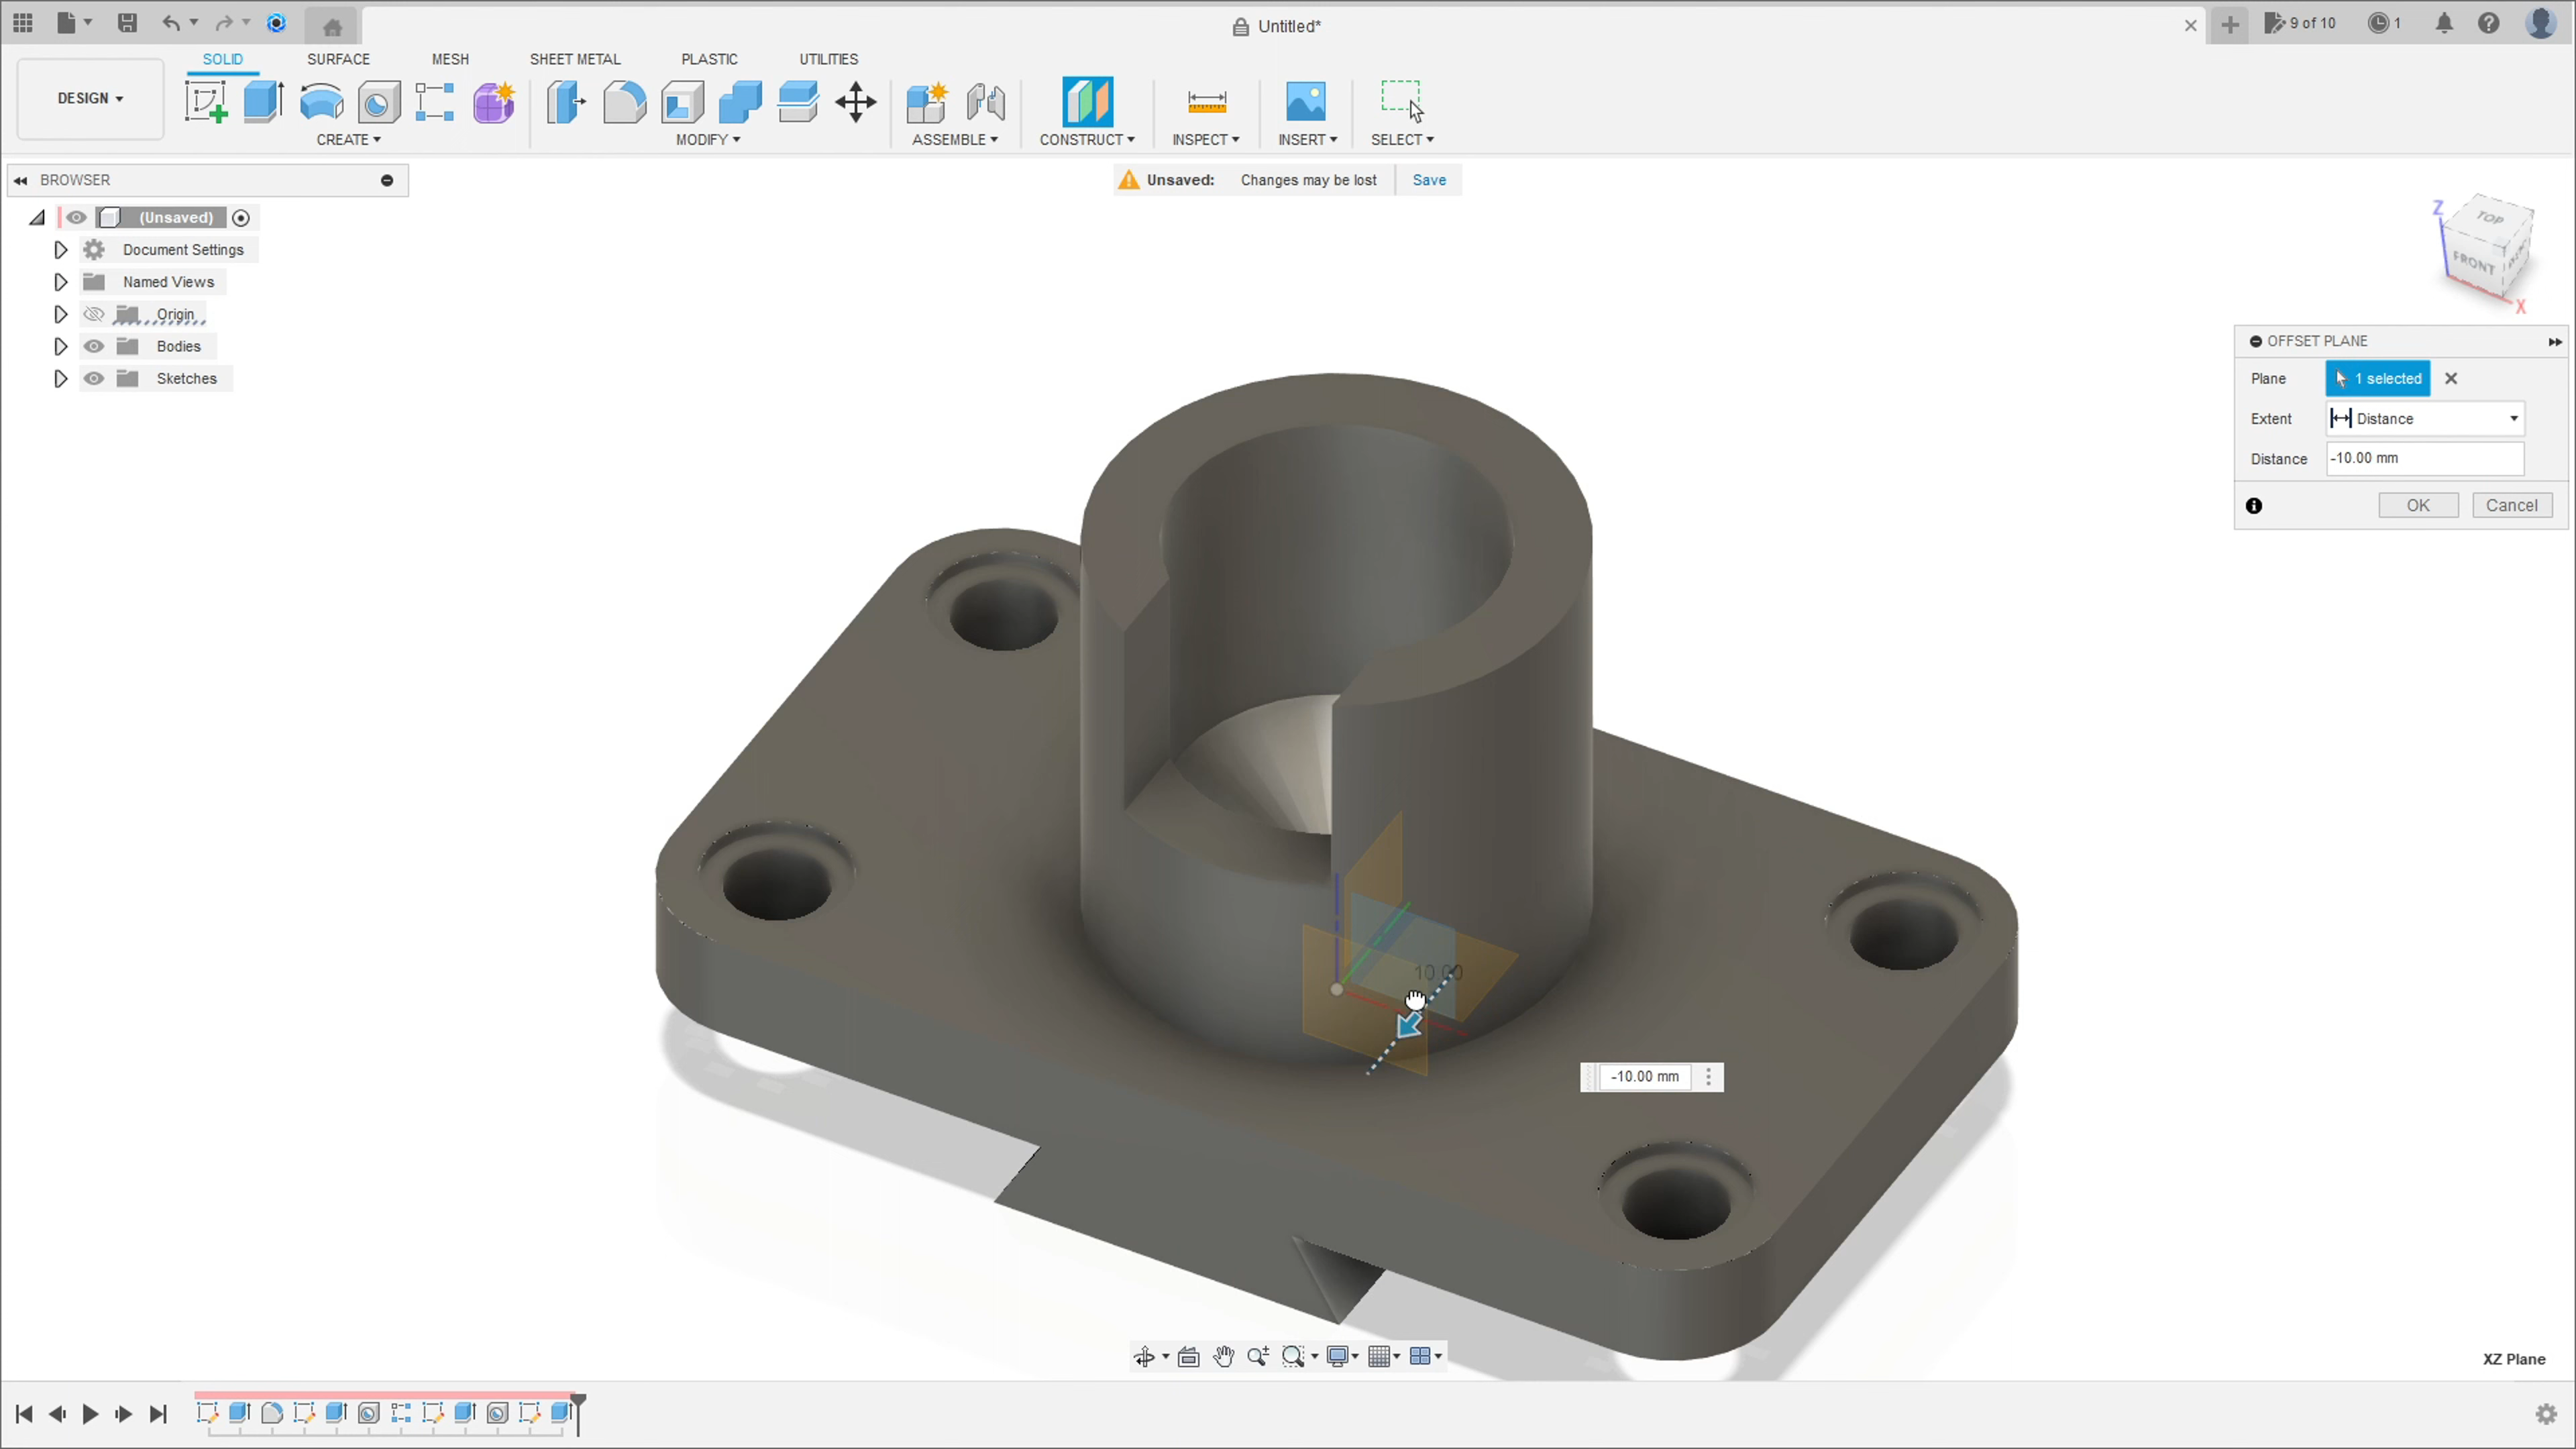 Untitled*
9 of 10
1
SOLID
SURFACE
MESH
SHEET METAL
PLASTIC
UTILITIES
DESIGN
CREATE
MODIFY
ASSEMBLE
CONSTRUCT
INSPECT
INSERT
SELECT
BROWSER
Unsaved: Changes may be lost Save
(Unsaved)
Document Settings
Named Views
Origin
Bodies
Sketches
Z
TOP
FRONT
X
OFFSET PLANE
Plane 1 selected
Extent Distance
Distance -10.00 mm
OK Cancel
10.00
-10.00 mm
XZ Plane